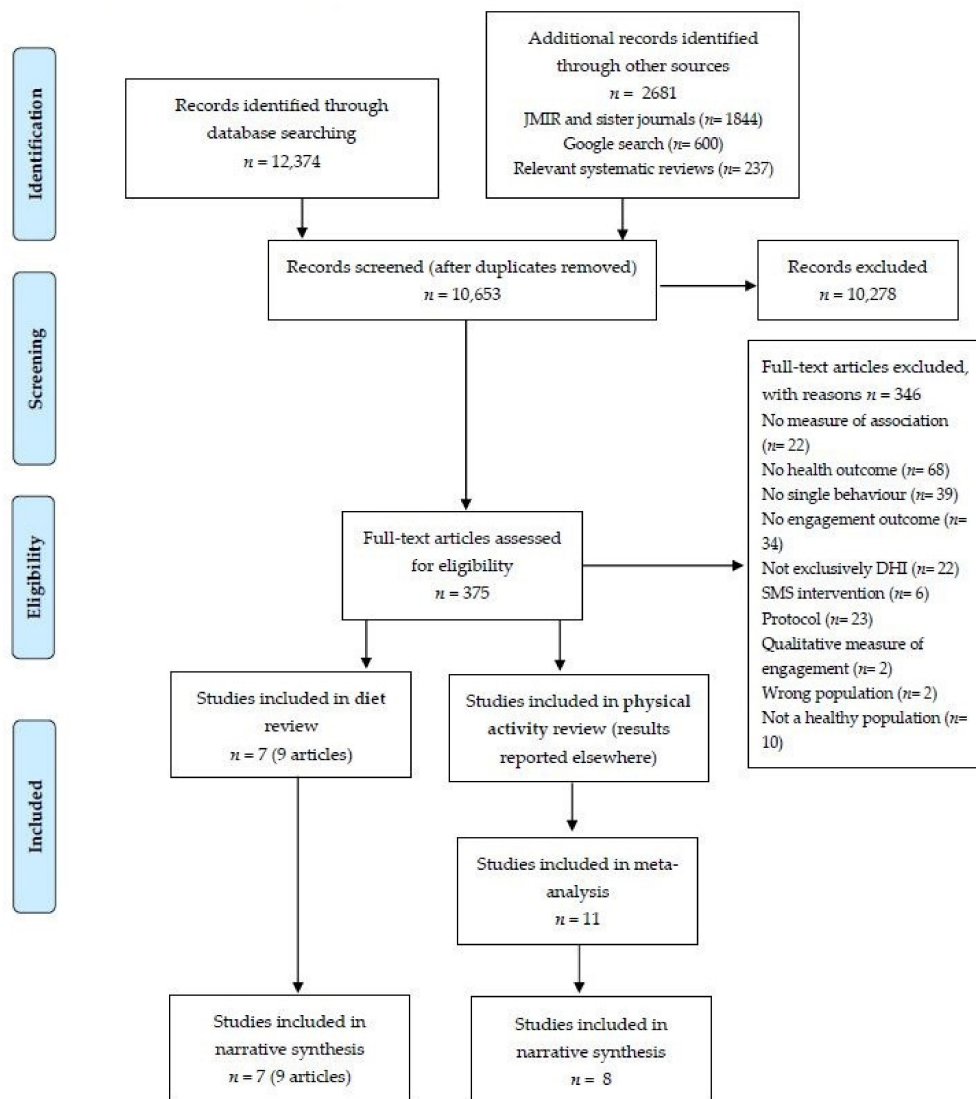 Identification
Records identified through
database searching
n = 12,374
Additional records identified
through other sources
n = 2681
JMIR and sister journals (n= 1844)
Google search (n= 600)
Relevant systematic reviews (n= 237)
Screening
Records screened (after duplicates removed)
n = 10,653
Records excluded
n = 10,278
Eligibility
Full-text articles assessed
for eligibility
n = 375
Full-text articles excluded,
with reasons n = 346
No measure of association
(n= 22)
No health outcome (n= 68)
No single behaviour (n= 39)
No engagement outcome (n=
34)
Not exclusively DHI (n= 22)
SMS intervention (n= 6)
Protocol (n= 23)
Qualitative measure of
engagement (n= 2)
Wrong population (n= 2)
Not a healthy population (n=
10)
Included
Studies included in diet
review
n = 7 (9 articles)
Studies included in physical
activity review (results
reported elsewhere)
Studies included in meta-
analysis
n = 11
Studies included in
narrative synthesis
n = 7 (9 articles)
Studies included in
narrative synthesis
n = 8